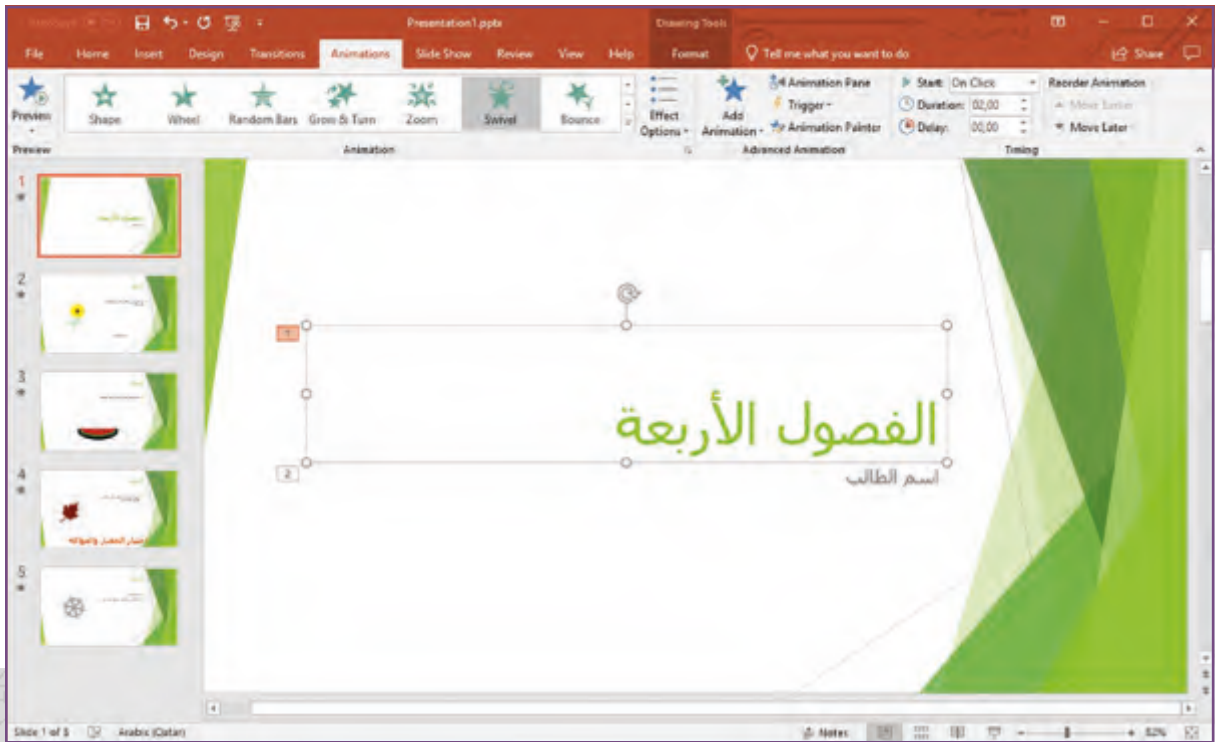 Presentation1.pptx
Drawing Tools
File Home Insert Design Transitions Animations Slide Show Review View Help Format Tell me what you want to do Share
Preview
Shape Wheel Random Bars Grow & Turn Zoom Swivel Bounce
Effect Options
Add Animation
Animation Pane
Trigger
Animation Painter
Start: On Click
Duration: 02,00
Delay: 00,00
Reorder Animation
Move Earlier
Move Later
Preview Animation Advanced Animation Timing
1
2
3
4
5
1
الفصول الأربعة
2
اسم الطالب
Slide 1 of 5 Arabic (Qatar) Notes 82%